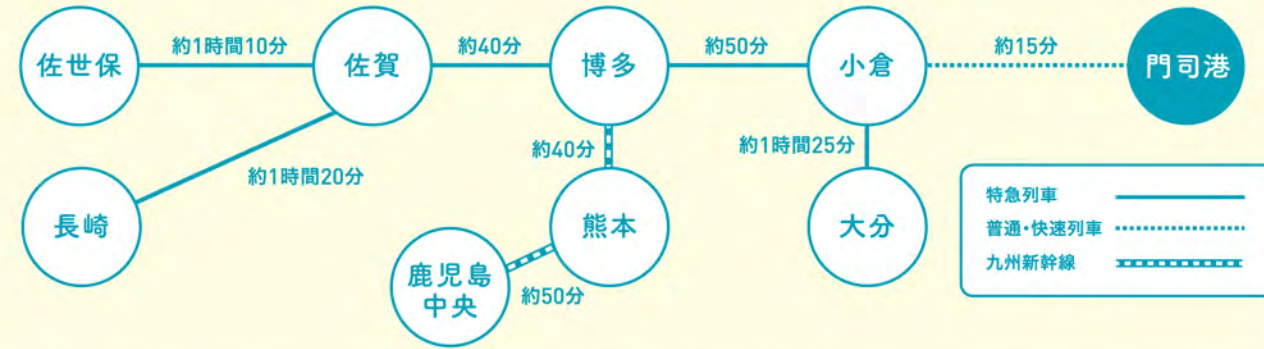 佐世保
約1時間10分
佐賀
約40分
博多
約50分
小倉
約15分
門司港
約1時間20分
約40分
約1時間25分
長崎
熊本
大分
鹿児島
中央
約50分
特急列車
普通・快速列車
九州新幹線